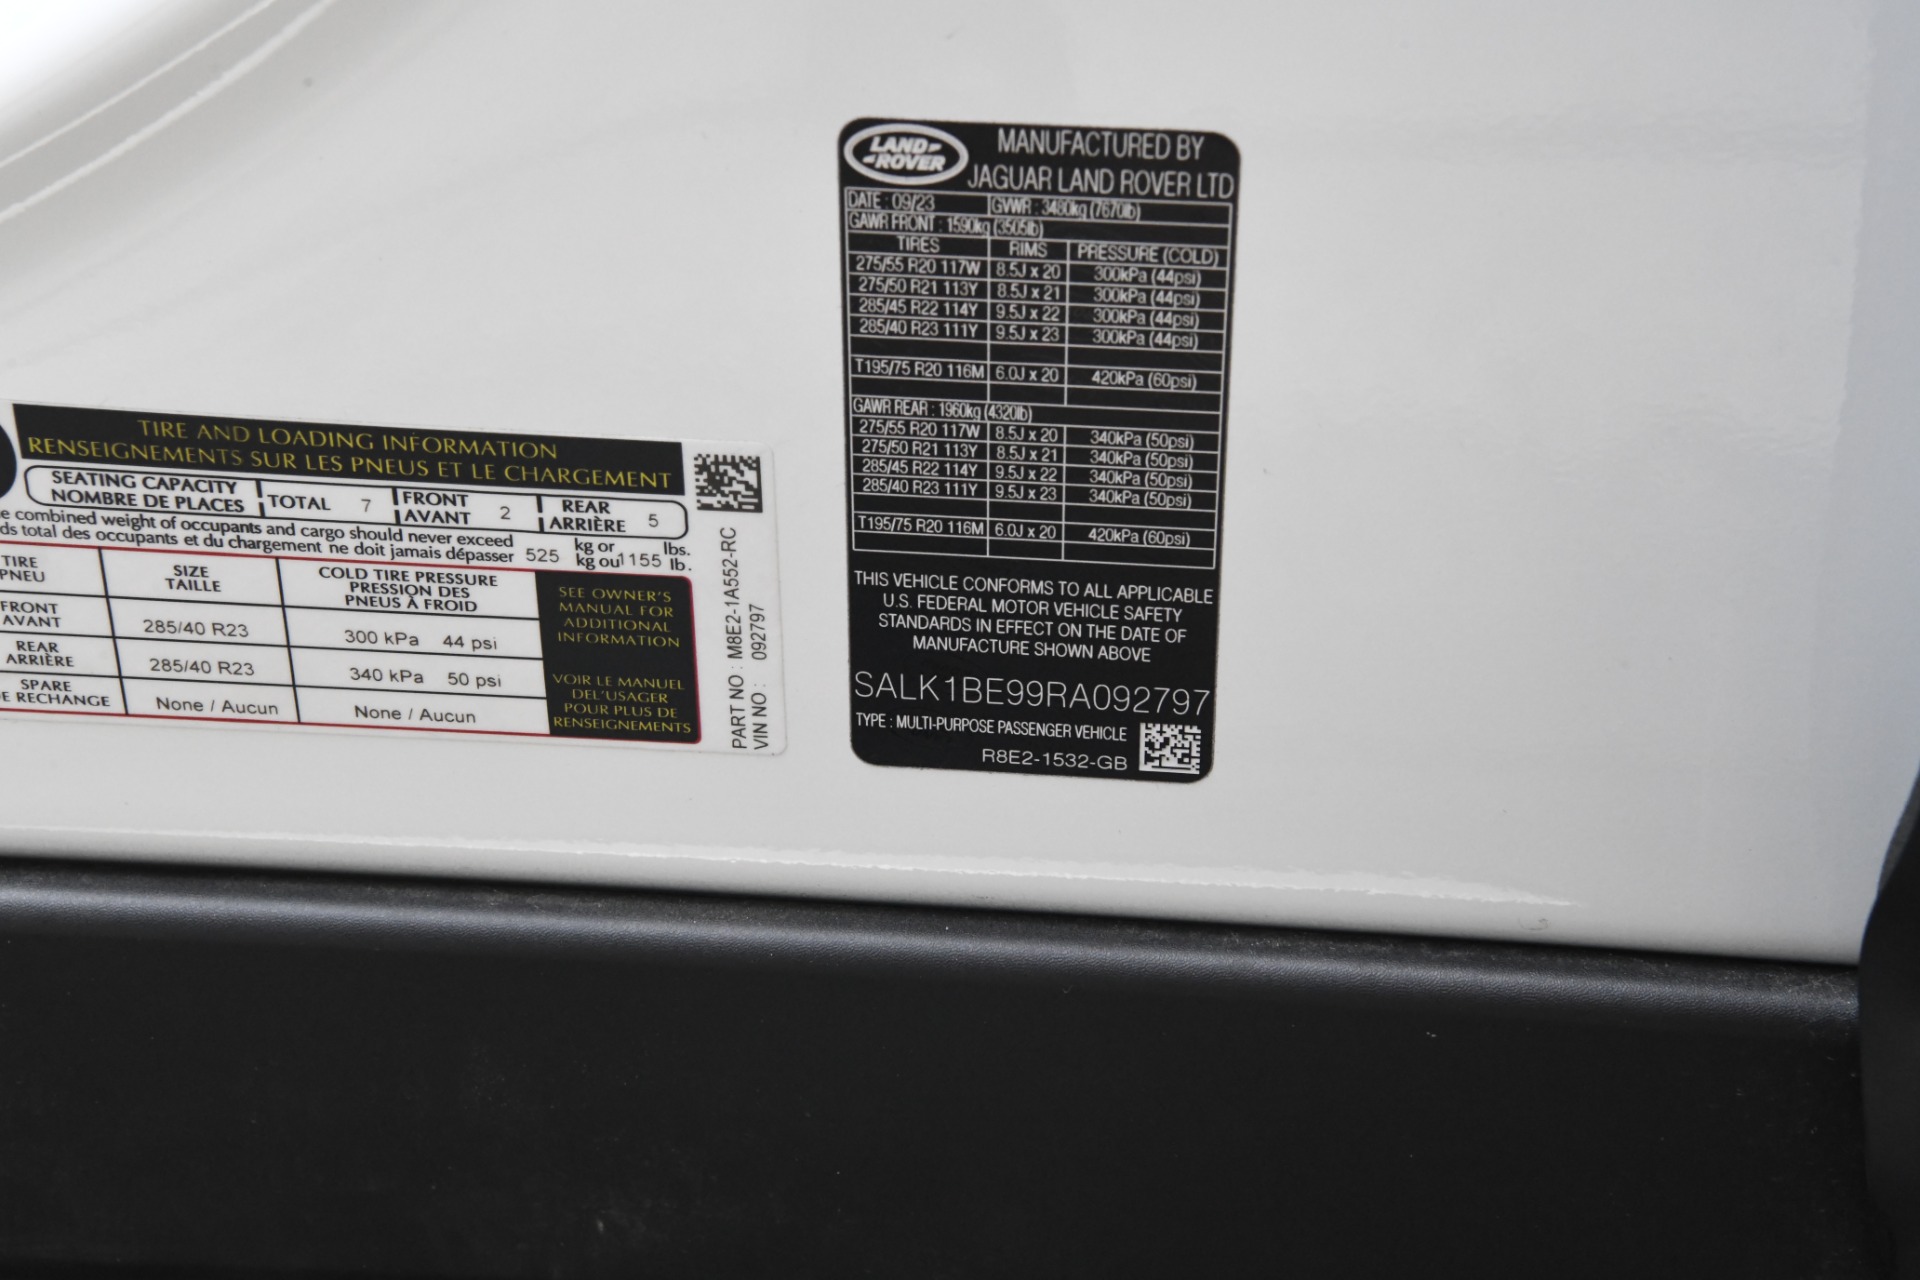 TIRE AND LOADING INFORMATION
RENSEIGNEMENTS SUR LES PNEUS ET LE CHARGEMENT
SEATING CAPACITY
NOMBRE DE PLACES
TOTAL 7
FRONT
AVANT 2
REAR
ARRIÈRE 5
combined weight of occupants and cargo should never exceed
total des occupants et du chargement ne doit jamais dépasser
525 kg or 1155 lbs.
kg ou lb.
TIRE
PNEU
SIZE
TAILLE
COLD TIRE PRESSURE
PRESSION DES
PNEUS À FROID
FRONT
AVANT
285/40 R23
300 kPa 44 psi
REAR
ARRIÈRE
285/40 R23
340 kPa 50 psi
SPARE
RECHANGE
None / Aucun
None / Aucun
SEE OWNER'S
MANUAL FOR
ADDITIONAL
INFORMATION
VOIR LE MANUEL
DEL'USAGER
POUR PLUS DE
RENSEIGNEMENTS
PART NO : M8E2-1A552-RC
VIN NO : 092797
LAND
ROVER
MANUFACTURED BY
JAGUAR LAND ROVER LTD
DATE : 09/23 GVWR : 3480kg (7670lb)
GAWR FRONT : 1590kg (3505lb)
TIRES RIMS PRESSURE (COLD)
275/55 R20 117W 8.5J x 20 300kPa (44psi)
275/50 R21 113Y 8.5J x 21 300kPa (44psi)
285/45 R22 114Y 9.5J x 22 300kPa (44psi)
285/40 R23 111Y 9.5J x 23 300kPa (44psi)
T195/75 R20 116M 6.0J x 20 420kPa (60psi)
GAWR REAR : 1960kg (4320lb)
275/55 R20 117W 8.5J x 20 340kPa (50psi)
275/50 R21 113Y 8.5J x 21 340kPa (50psi)
285/45 R22 114Y 9.5J x 22 340kPa (50psi)
285/40 R23 111Y 9.5J x 23 340kPa (50psi)
T195/75 R20 116M 6.0J x 20 420kPa (60psi)
THIS VEHICLE CONFORMS TO ALL APPLICABLE
U.S. FEDERAL MOTOR VEHICLE SAFETY
STANDARDS IN EFFECT ON THE DATE OF
MANUFACTURE SHOWN ABOVE
SALK1BE99RA092797
TYPE : MULTI-PURPOSE PASSENGER VEHICLE
R8E2-1532-GB